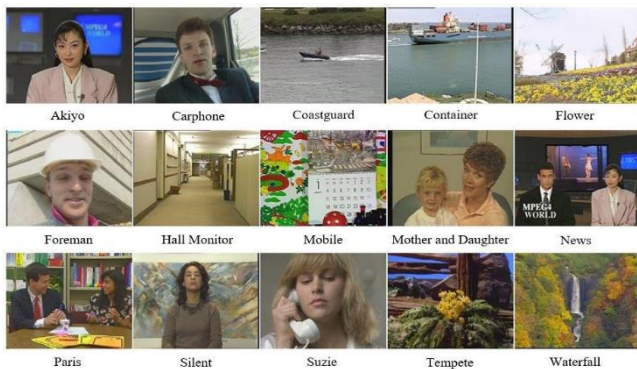 MPEG4
WORLD
Akiyo
Carphone
Coastguard
Container
Flower
1
Foreman
Hall Monitor
Mobile
Mother and Daughter
MPEG4
WORLD
News
Paris
Silent
Suzie
Tempete
Waterfall